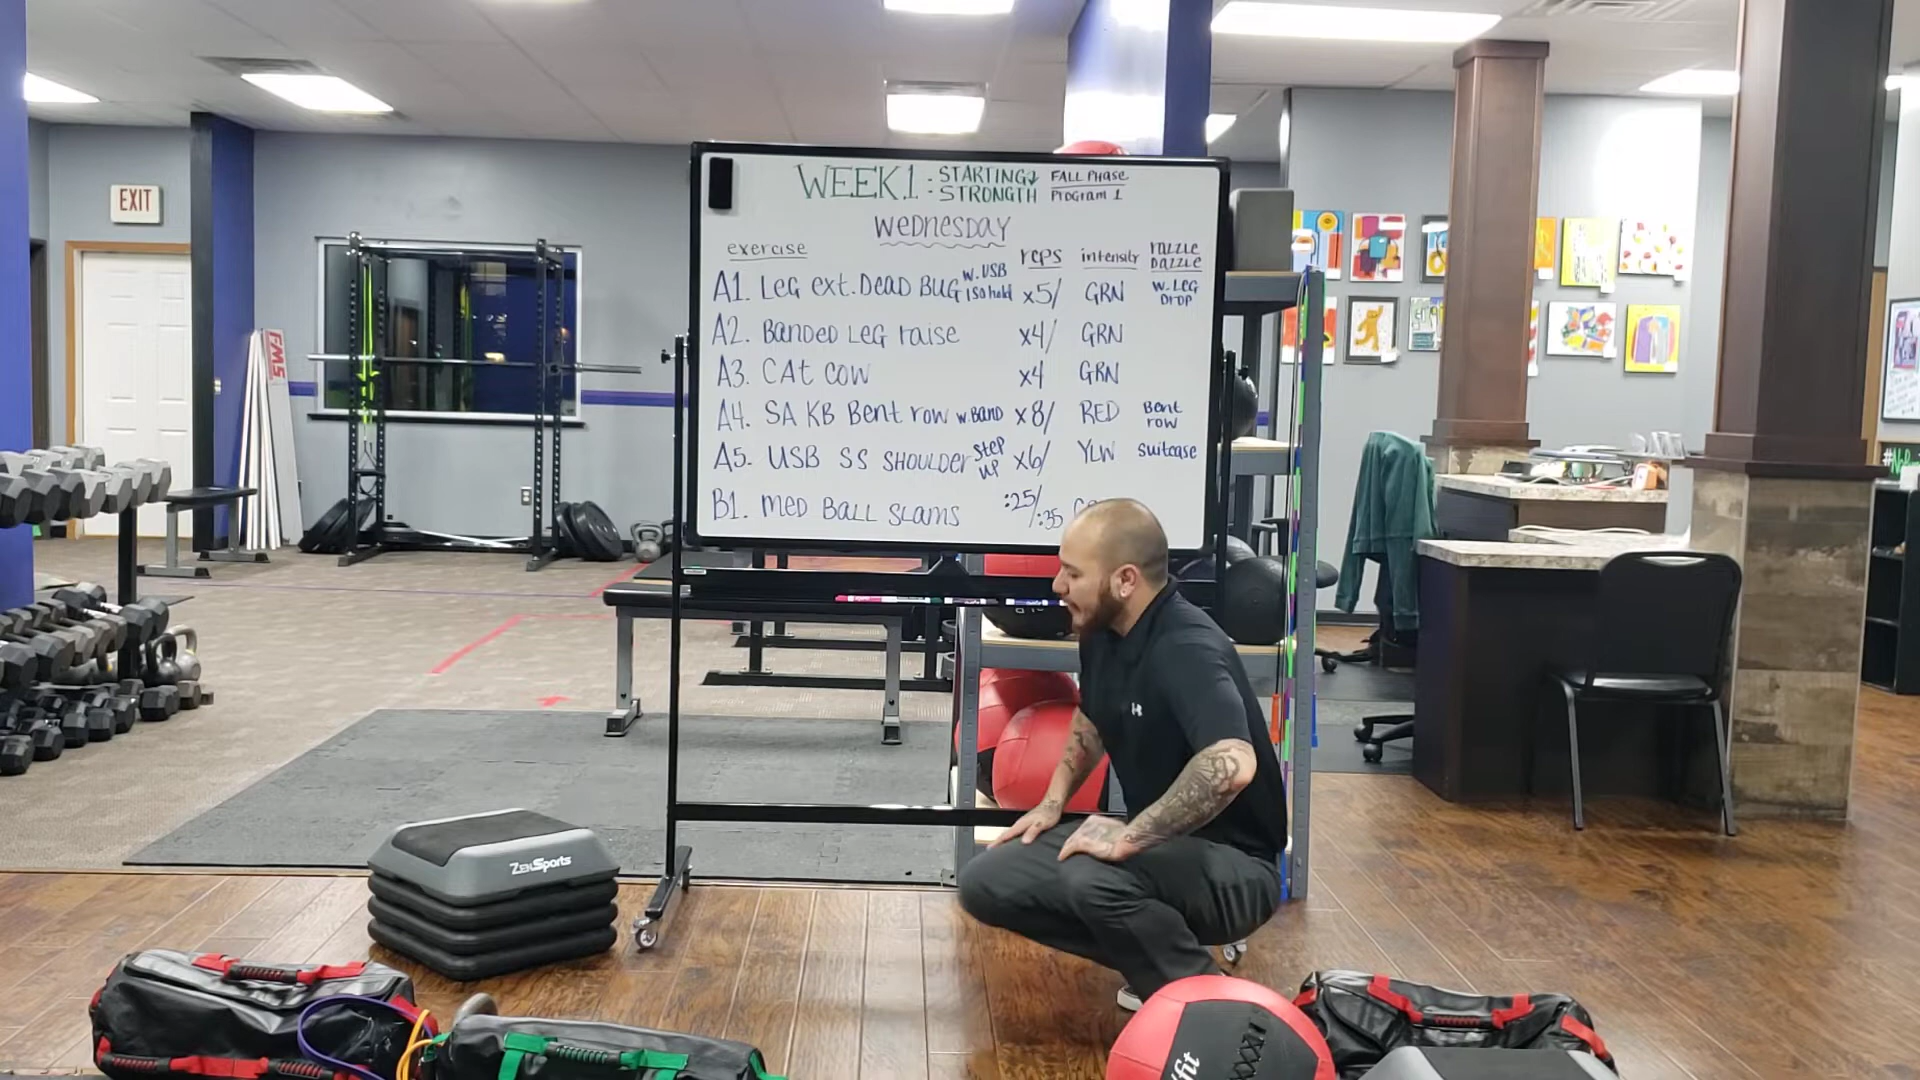 WEEK 1: STARTING STRENGTH FALL PHASE PROGRAM 1
WEDNESDAY
exercise reps intensity RAZZLE DAZZLE
A1. LEG ext. DEAD BUG w. USB ISO hold x5/ GRN W. LEG DROP
A2. BANDED LEG raise x4/ GRN
A3. CAT COW x4 GRN
A4. SA KB Bent row w. BAND x8/ RED Bent row
A5. USB SS SHOULDER STEP UP x6/ YLW suitcase
B1. MED BALL SLAMS :25/:35
EXIT
FMS
ZENSports
fit